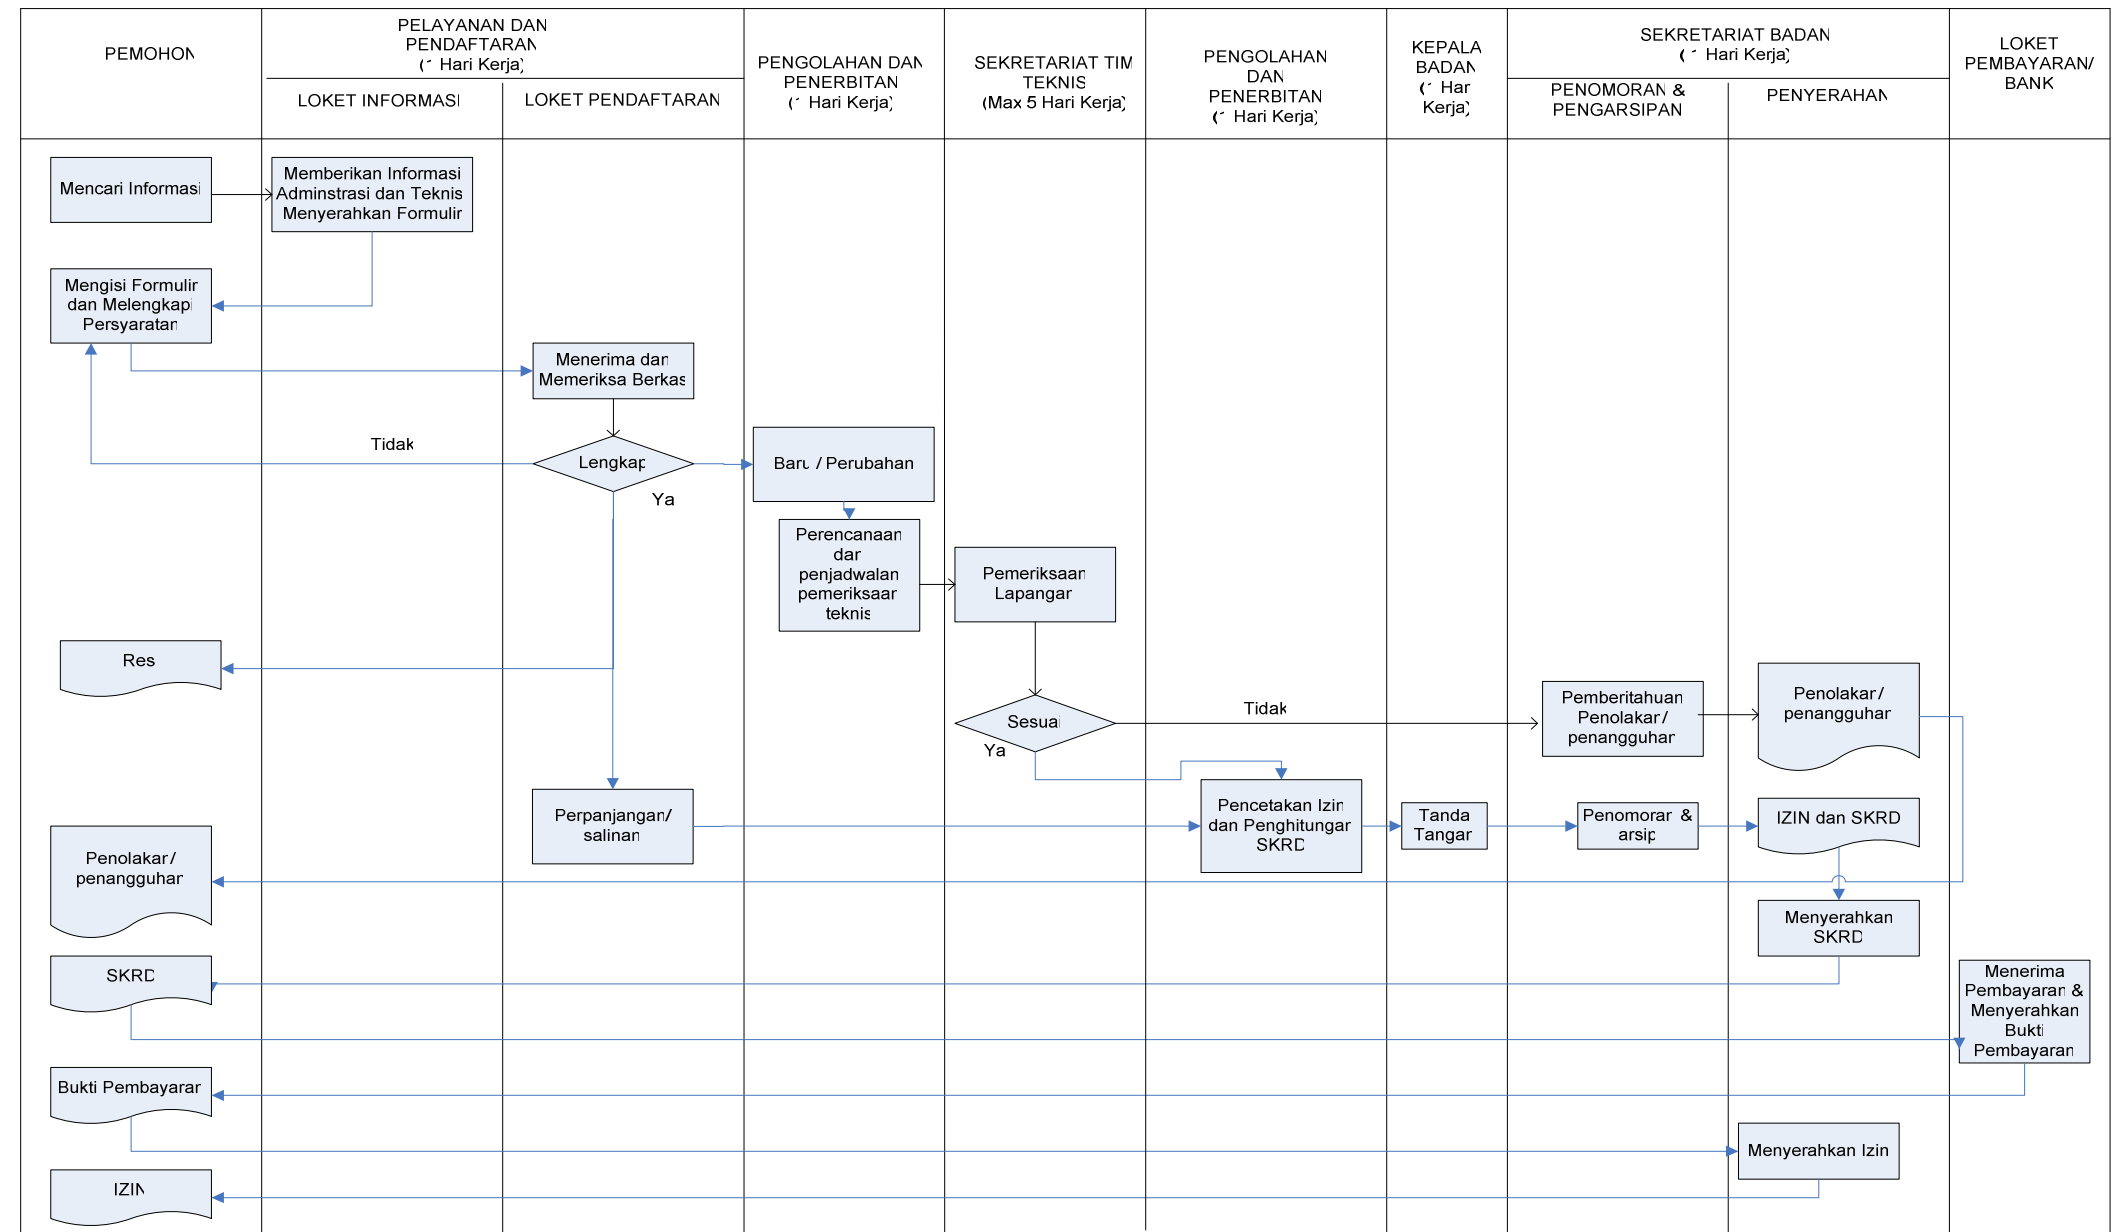 PEMOHON
PELAYANAN DAN
PENDAFTARAN
(1 Hari Kerja)
LOKET INFORMASI
LOKET PENDAFTARAN
PENGOLAHAN DAN
PENERBITAN
(1 Hari Kerja)
SEKRETARIAT TIM
TEKNIS
(Max 5 Hari Kerja)
PENGOLAHAN
DAN
PENERBITAN
(1 Hari Kerja)
KEPALA
BADAN
(1 Hari
Kerja)
SEKRETARIAT BADAN
(1 Hari Kerja)
PENOMORAN &
PENGARSIPAN
PENYERAHAN
LOKET
PEMBAYARAN/
BANK
Mencari Informasi
Memberikan Informasi
Adminstrasi dan Teknis
Menyerahkan Formulir
Mengisi Formulir
dan Melengkapi
Persyaratan
Menerima dan
Memeriksa Berkas
Tidak
Lengkap
Ya
Baru / Perubahan
Perencanaan
dan
penjadwalan
pemeriksaan
teknis
Pemeriksaan
Lapangan
Res
Sesuai
Ya
Tidak
Pemberitahuan
Penolakan/
penangguhan
Penolakan/
penangguhan
Perpanjangan/
salinan
Pencetakan Izin
dan Penghitungan
SKRD
Tanda
Tangan
Penomoran &
arsip
IZIN dan SKRD
Penolakan/
penangguhan
Menyerahkan
SKRD
SKRD
Menerima
Pembayaran &
Menyerahkan
Bukti
Pembayaran
Bukti Pembayaran
Menyerahkan Izin
IZIN